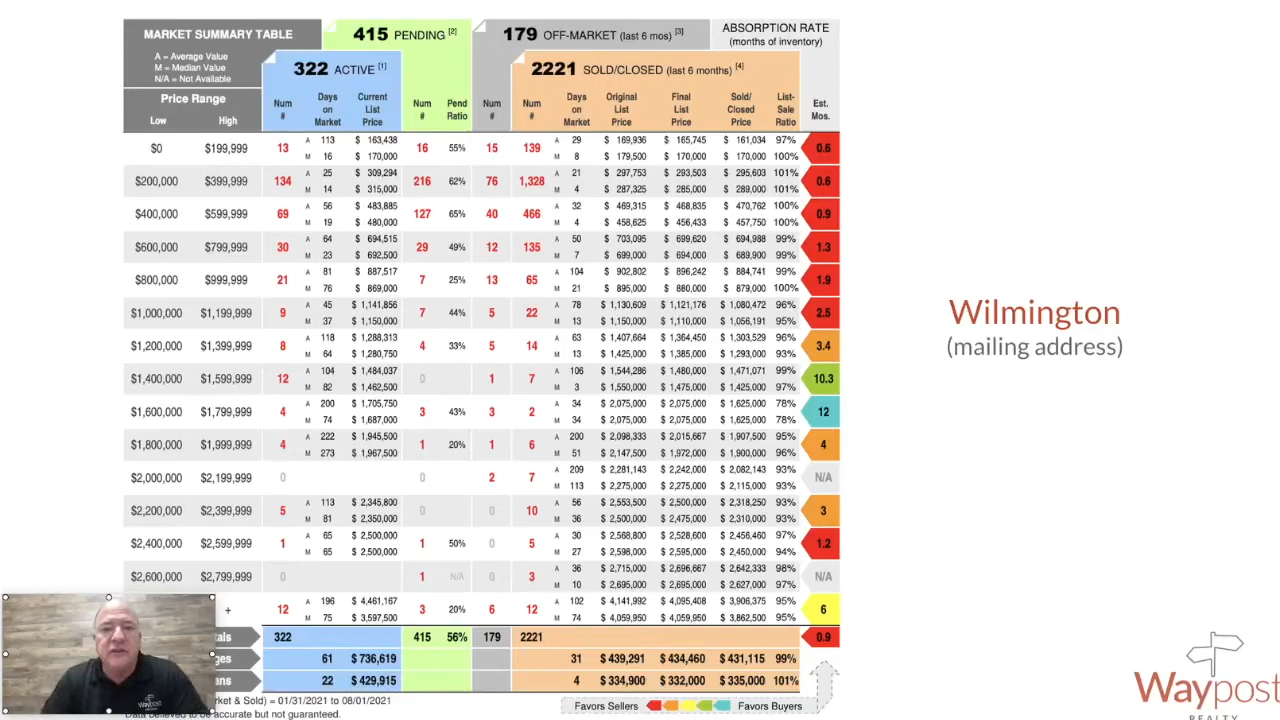 MARKET SUMMARY TABLE
A = Average Value
M = Median Value
N/A = Not Available
415 PENDING [2]
179 OFF-MARKET (last 6 mos) [3]
ABSORPTION RATE
(months of inventory)
322 ACTIVE [1]
2221 SOLD/CLOSED (last 6 months) [4]
Price Range
Low High
Num # Days on Market Current List Price Num # Pend Ratio Num # Num # Days on Market Original List Price Final List Price Sold/Closed Price List-Sale Ratio Est. Mos.
$0 $199,999 13 A 113 $ 163,438 16 55% 15 139 A 29 $ 169,936 $ 165,745 $ 161,034 97% 0.6
M 16 $ 170,000 M 8 $ 179,500 $ 170,000 $ 170,000 100%
$200,000 $399,999 134 A 25 $ 309,294 216 62% 76 1,328 A 21 $ 297,753 $ 293,503 $ 295,603 101% 0.6
M 14 $ 315,000 M 4 $ 287,325 $ 285,000 $ 289,000 101%
$400,000 $599,999 69 A 56 $ 483,885 127 65% 40 466 A 32 $ 469,315 $ 468,835 $ 470,762 100% 0.9
M 19 $ 480,000 M 4 $ 458,625 $ 456,433 $ 457,750 100%
$600,000 $799,999 30 A 64 $ 694,515 29 49% 12 135 A 50 $ 703,095 $ 699,620 $ 694,988 99% 1.3
M 23 $ 692,500 M 7 $ 699,000 $ 694,000 $ 689,900 99%
$800,000 $999,999 21 A 81 $ 887,517 7 25% 13 65 A 104 $ 902,802 $ 896,242 $ 884,741 99% 1.9
M 76 $ 869,000 M 21 $ 895,000 $ 880,000 $ 879,000 100%
$1,000,000 $1,199,999 9 A 45 $ 1,141,856 7 44% 5 22 A 78 $ 1,130,609 $ 1,121,176 $ 1,080,472 96% 2.5
M 37 $ 1,150,000 M 13 $ 1,150,000 $ 1,110,000 $ 1,056,191 95%
$1,200,000 $1,399,999 8 A 118 $ 1,288,313 4 33% 5 14 A 63 $ 1,407,664 $ 1,364,450 $ 1,303,529 96% 3.4
M 64 $ 1,280,750 M 13 $ 1,425,000 $ 1,385,000 $ 1,293,000 93%
$1,400,000 $1,599,999 12 A 104 $ 1,484,037 0 1 7 A 106 $ 1,544,286 $ 1,480,000 $ 1,471,071 99% 10.3
M 82 $ 1,462,500 M 3 $ 1,550,000 $ 1,475,000 $ 1,425,000 97%
$1,600,000 $1,799,999 4 A 200 $ 1,705,750 3 43% 3 2 A 34 $ 2,075,000 $ 2,075,000 $ 1,625,000 78% 12
M 74 $ 1,687,000 M 34 $ 2,075,000 $ 2,075,000 $ 1,625,000 78%
$1,800,000 $1,999,999 4 A 222 $ 1,945,500 1 20% 1 6 A 200 $ 2,098,333 $ 2,015,667 $ 1,907,500 95% 4
M 273 $ 1,967,500 M 51 $ 2,147,500 $ 1,972,000 $ 1,900,000 96%
$2,000,000 $2,199,999 0 0 2 7 A 209 $ 2,281,143 $ 2,242,000 $ 2,082,143 93% N/A
M 113 $ 2,275,000 $ 2,275,000 $ 2,115,000 93%
$2,200,000 $2,399,999 5 A 113 $ 2,345,800 0 0 10 A 56 $ 2,553,500 $ 2,500,000 $ 2,318,250 93% 3
M 81 $ 2,350,000 M 36 $ 2,500,000 $ 2,475,000 $ 2,310,000 93%
$2,400,000 $2,599,999 1 A 65 $ 2,500,000 1 50% 0 5 A 30 $ 2,568,800 $ 2,528,600 $ 2,456,460 97% 1.2
M 65 $ 2,500,000 M 27 $ 2,598,000 $ 2,595,000 $ 2,450,000 94%
$2,600,000 $2,799,999 0 1 N/A 0 3 A 36 $ 2,715,000 $ 2,696,667 $ 2,642,333 98% N/A
M 10 $ 2,695,000 $ 2,695,000 $ 2,627,000 97%
+ 12 A 196 $ 4,461,167 3 20% 6 12 A 102 $ 4,141,992 $ 4,095,408 $ 3,906,375 95% 6
M 75 $ 3,597,500 M 74 $ 4,059,950 $ 4,059,950 $ 3,862,500 95%
tals 322 415 56% 179 2221 0.9
ges 61 $ 736,619 31 $ 439,291 $ 434,460 $ 431,115 99%
ns 22 $ 429,915 4 $ 334,900 $ 332,000 $ 335,000 101%
rket & Sold) = 01/31/2021 to 08/01/2021
Data believed to be accurate but not guaranteed.
Favors Sellers Favors Buyers
Wilmington
(mailing address)
Waypost
REALTY